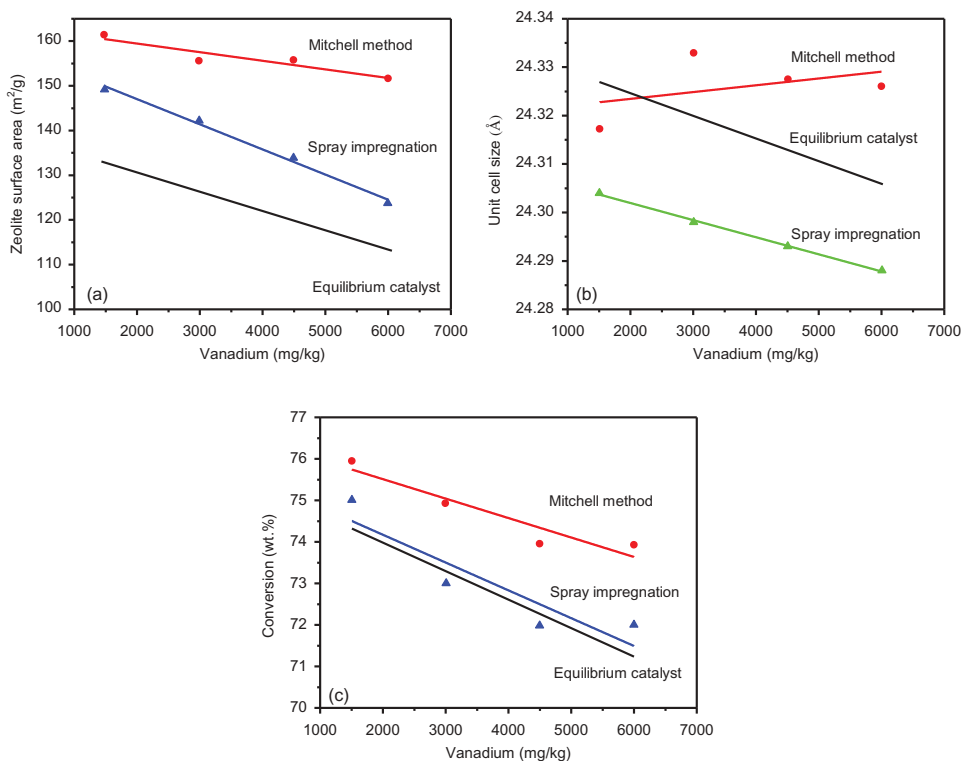 160
150
140
130
120
110
100
Zeolite surface area (m²/g)
Mitchell method
Spray impregnation
Equilibrium catalyst
(a)
1000 2000 3000 4000 5000 6000 7000
Vanadium (mg/kg)
24.34
24.33
24.32
24.31
24.30
24.29
24.28
Unit cell size (Å)
Mitchell method
Equilibrium catalyst
Spray impregnation
(b)
1000 2000 3000 4000 5000 6000 7000
Vanadium (mg/kg)
77
76
75
74
73
72
71
70
Conversion (wt.%)
Mitchell method
Spray impregnation
Equilibrium catalyst
(c)
1000 2000 3000 4000 5000 6000 7000
Vanadium (mg/kg)